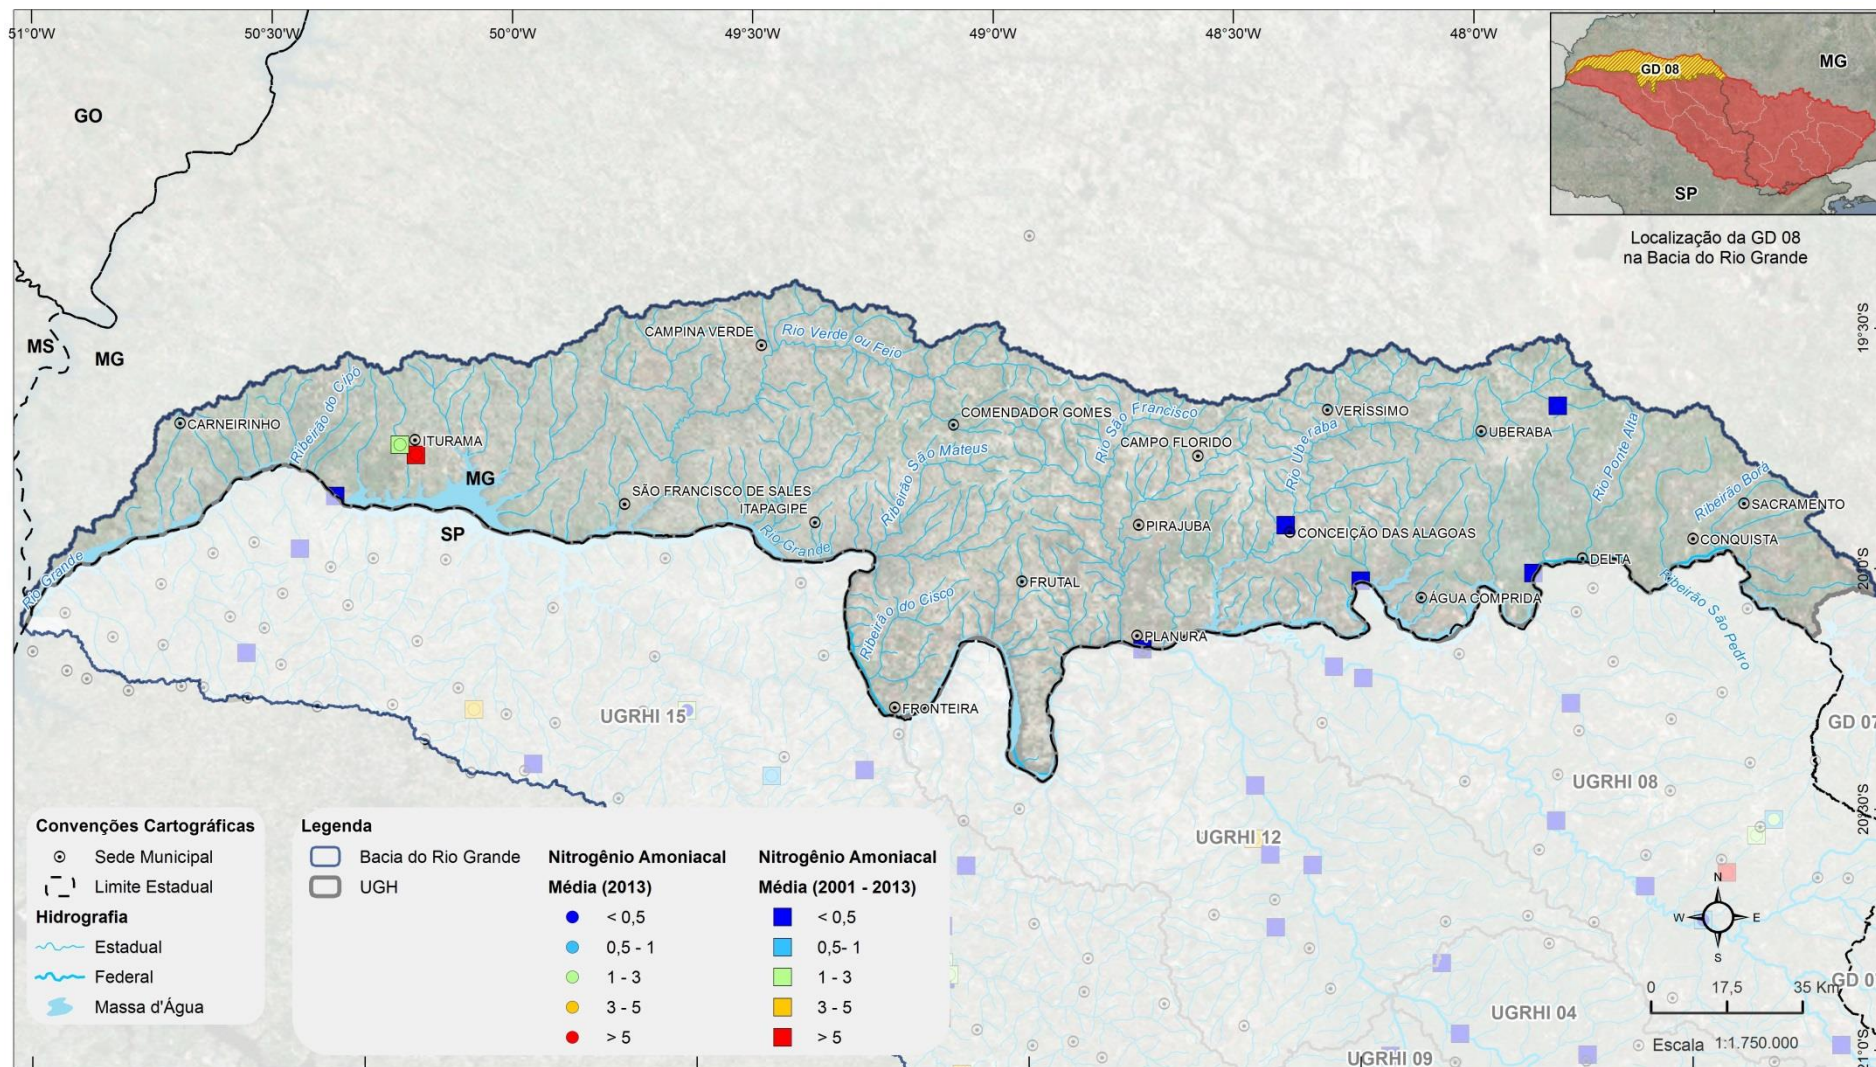 51°0'W
50°30'W
50°0'W
49°30'W
49°0'W
48°30'W
48°0'W
GO
MS
MG
GD 08
MG
SP
Localização da GD 08
na Bacia do Rio Grande
19°30'S
20°0'S
20°30'S
21°0'S
CAMPINA VERDE
Rio Verde ou Feio
CARNEIRINHO
Ribeirão do Cipó
ITURAMA
COMENDADOR GOMES
Rio São Francisco
VERÍSSIMO
CAMPO FLORIDO
Rio Uberaba
UBERABA
Rio Ponte Alta
Ribeirão São Mateus
MG
SÃO FRANCISCO DE SALES
ITAPAGIPE
Ribeirão Borá
SACRAMENTO
SP
Rio Grande
PIRAJUBA
CONCEIÇÃO DAS ALAGOAS
CONQUISTA
DELTA
Rio Grande
FRUTAL
Ribeirão do Cisco
ÁGUA COMPRIDA
Ribeirão São Pedro
PLANURA
FRONTEIRA
UGRHI 15
GD 07
UGRHI 08
UGRHI 12
GD 0
UGRHI 04
UGRHI 09
Convenções Cartográficas
Sede Municipal
Limite Estadual
Hidrografia
Estadual
Federal
Massa d'Água
Legenda
Bacia do Rio Grande
UGH
Nitrogênio Amoniacal
Média (2013)
< 0,5
0,5 - 1
1 - 3
3 - 5
> 5
Nitrogênio Amoniacal
Média (2001 - 2013)
< 0,5
0,5- 1
1 - 3
3 - 5
> 5
N
W
E
S
0 17,5 35 Km
Escala 1:1.750.000